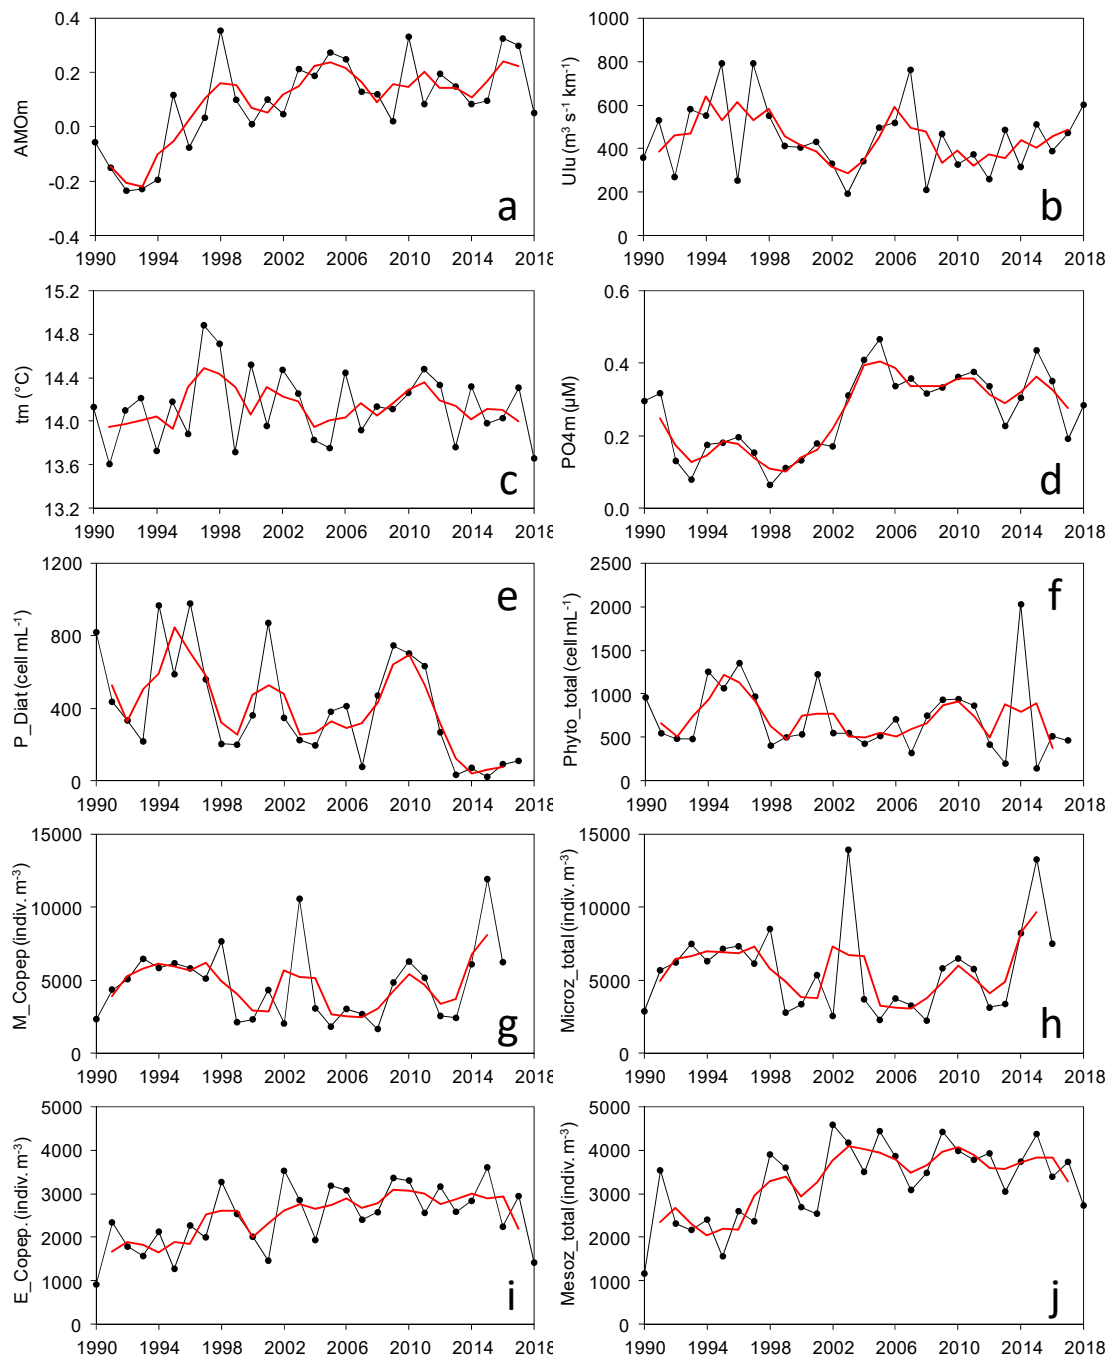 0.4
0.2
0.0
-0.2
-0.4
AMOm
a
1990 1994 1998 2002 2006 2010 2014 2018
1000
800
600
400
200
0
UIu (m³ s⁻¹ km⁻¹)
b
1990 1994 1998 2002 2006 2010 2014 2018
15.2
14.8
14.4
14.0
13.6
13.2
tm (°C)
c
1990 1994 1998 2002 2006 2010 2014 2018
0.6
0.4
0.2
0.0
PO4m (µM)
d
1990 1994 1998 2002 2006 2010 2014 2018
1200
800
400
0
P_Diat (cell mL⁻¹)
e
1990 1994 1998 2002 2006 2010 2014 2018
2500
2000
1500
1000
500
0
Phyto_total (cell mL⁻¹)
f
1990 1994 1998 2002 2006 2010 2014 2018
15000
10000
5000
0
M_Copep (indiv. m⁻³)
g
1990 1994 1998 2002 2006 2010 2014 2018
15000
10000
5000
0
Microz_total (indiv. m⁻³)
h
1990 1994 1998 2002 2006 2010 2014 2018
5000
4000
3000
2000
1000
0
E_Copep. (indiv. m⁻³)
i
1990 1994 1998 2002 2006 2010 2014 2018
5000
4000
3000
2000
1000
0
Mesoz_total (indiv. m⁻³)
j
1990 1994 1998 2002 2006 2010 2014 2018